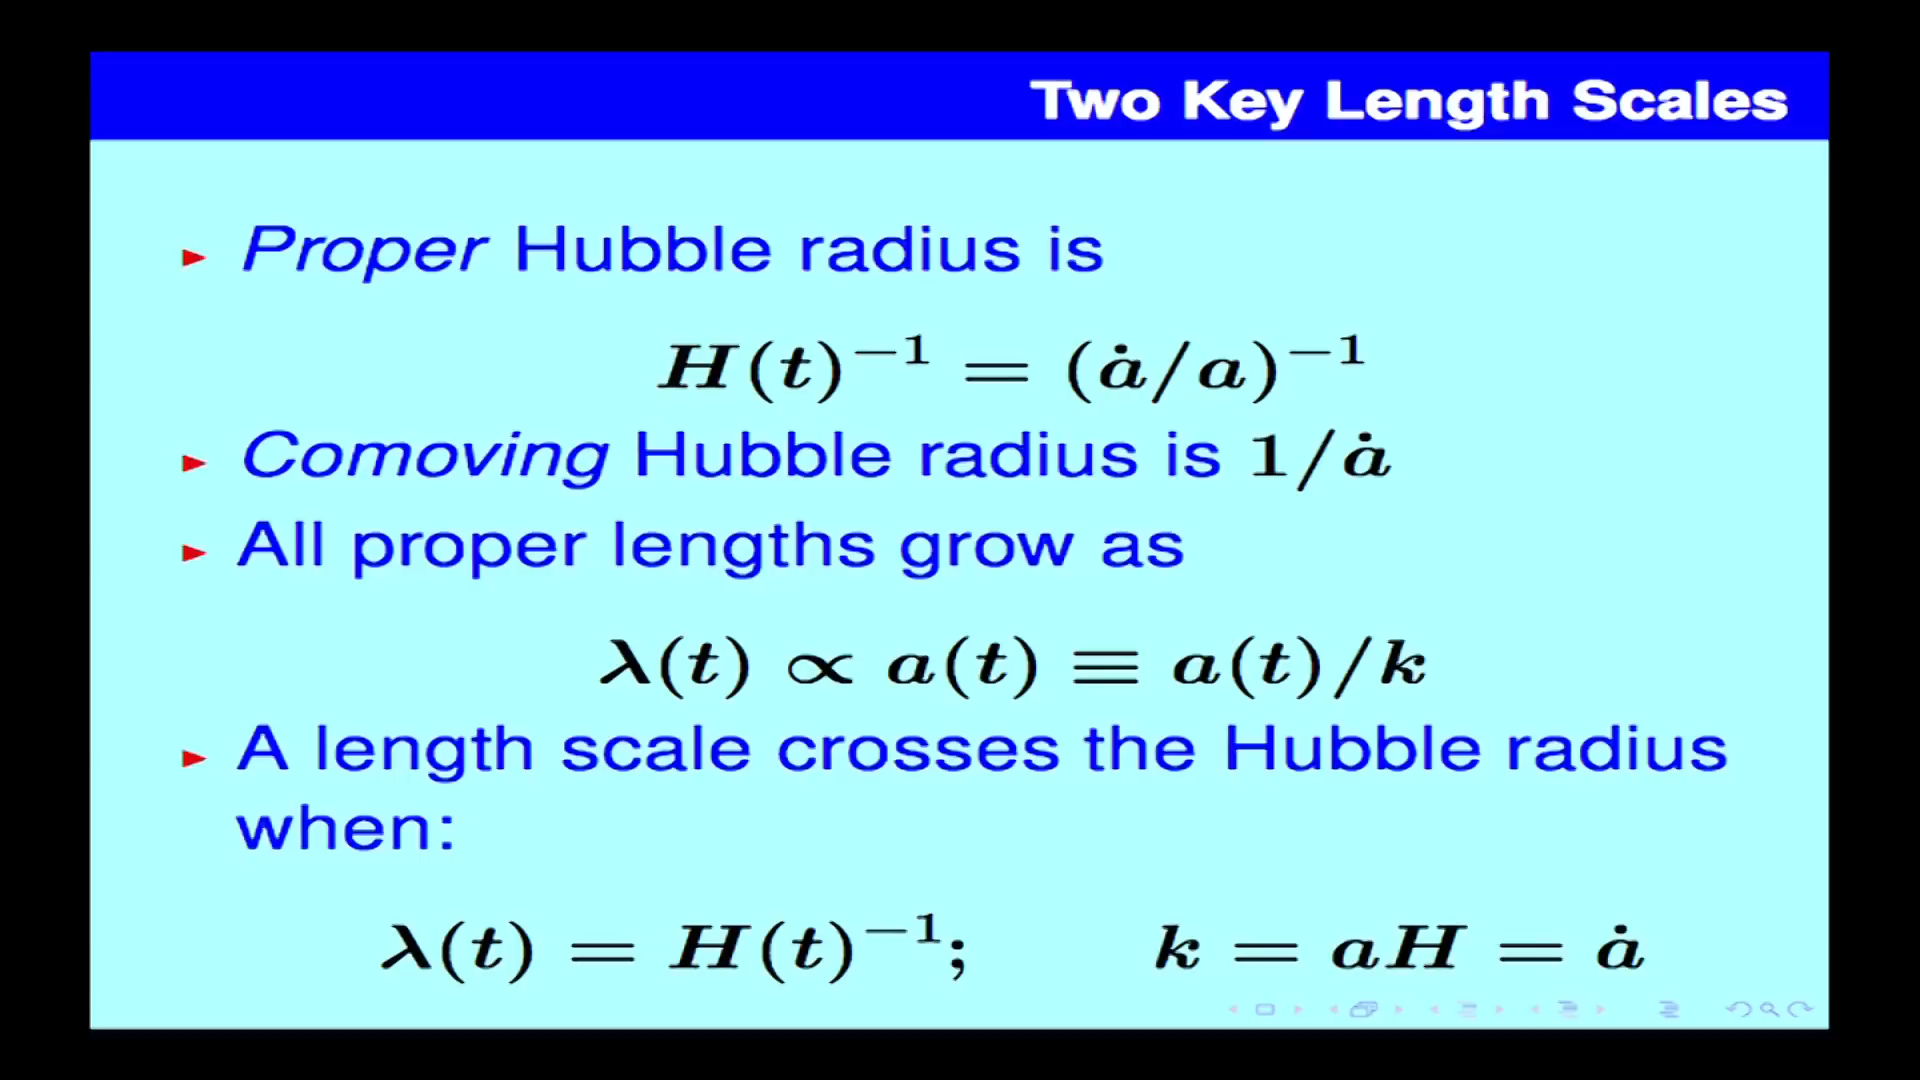 Two Key Length Scales
► Proper Hubble radius is
H(t)⁻¹ = (ȧ/a)⁻¹
► Comoving Hubble radius is 1/ȧ
► All proper lengths grow as
λ(t) ∝ a(t) ≡ a(t)/k
► A length scale crosses the Hubble radius
when:
λ(t) = H(t)⁻¹; k = aH = ȧ